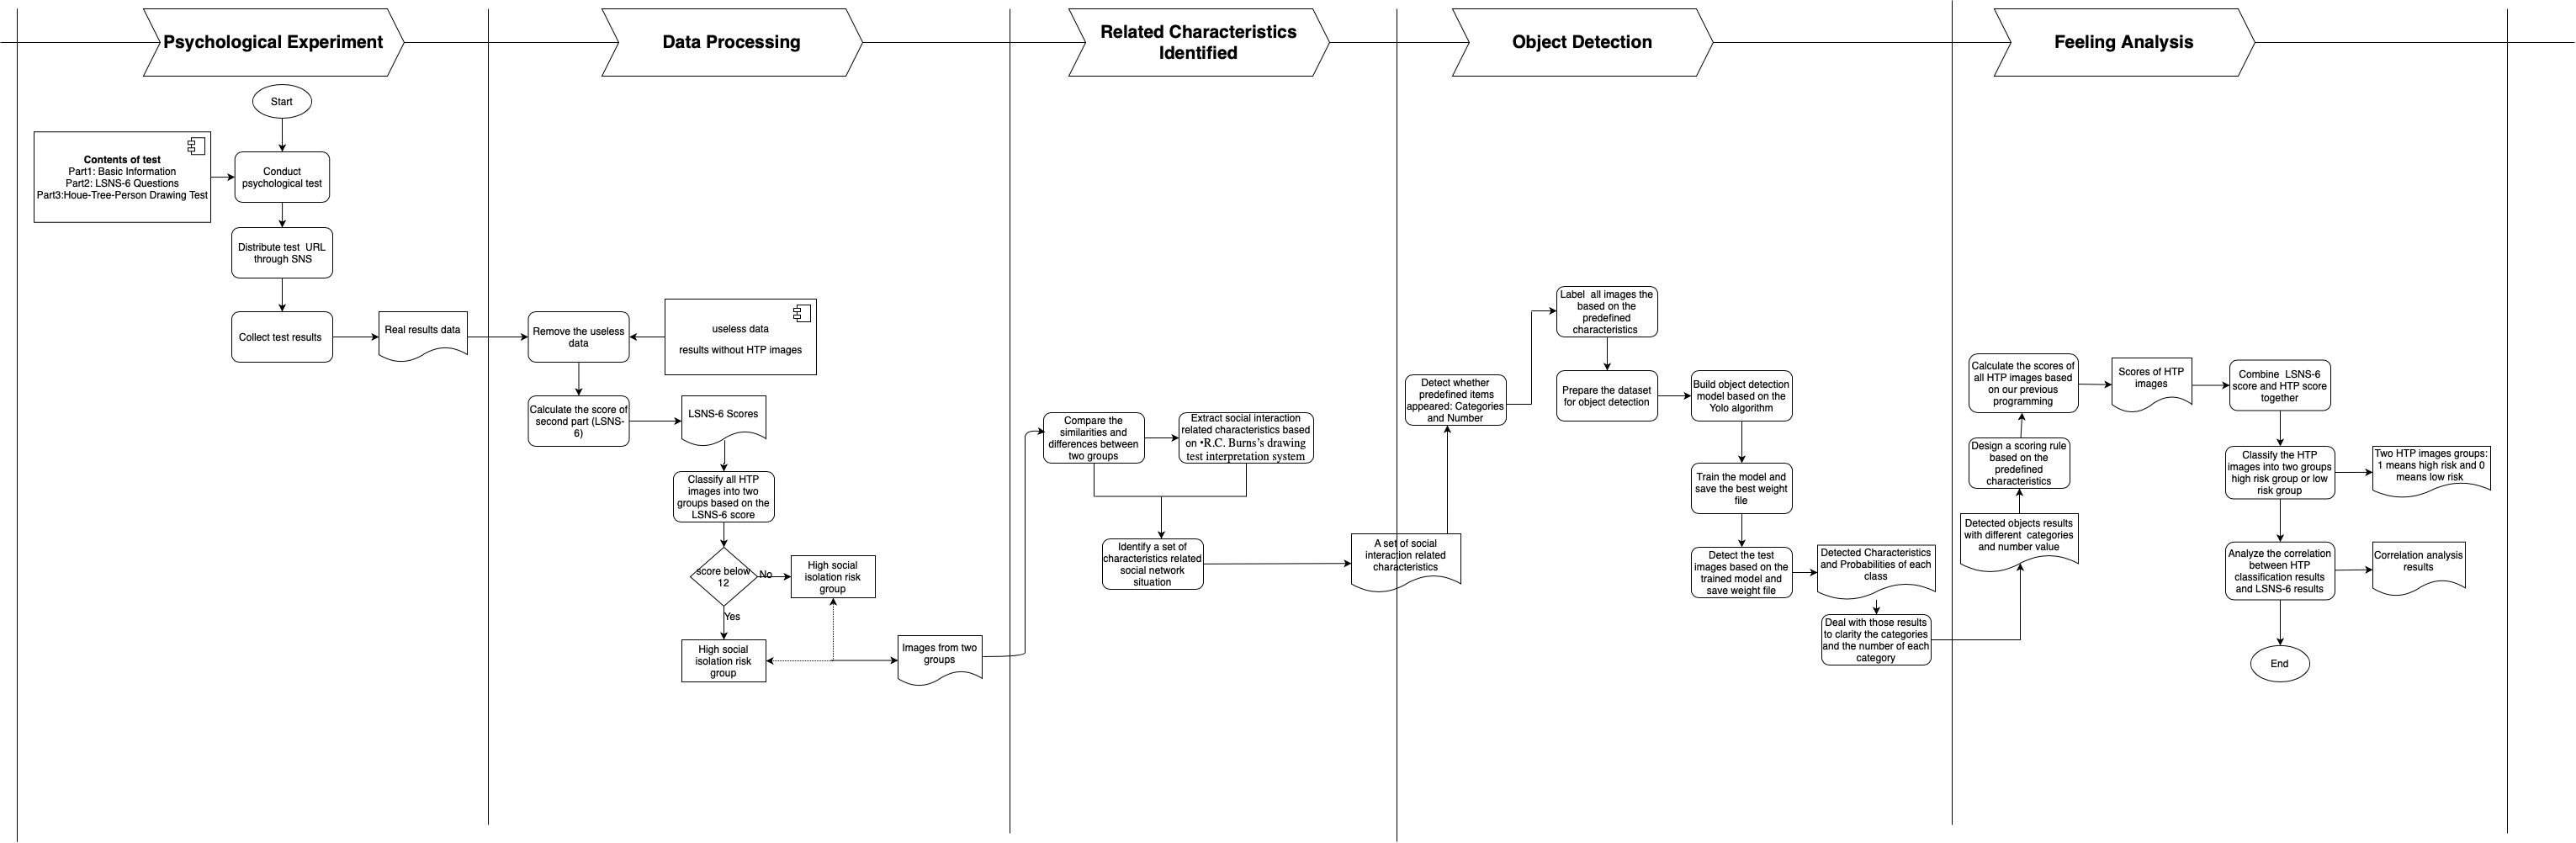 Psychological Experiment
Data Processing
Related Characteristics
Identified
Object Detection
Feeling Analysis
Start
Contents of test
Part1: Basic Information
Part2: LSNS-6 Questions
Part3:Houe-Tree-Person Drawing Test
Conduct
psychological test
Distribute test URL
through SNS
Collect test results
Real results data
Remove the useless
data
useless data
results without HTP images
Calculate the score of
second part (LSNS-
6)
LSNS-6 Scores
Classify all HTP
images into two
groups based on the
LSNS-6 score
score below
12
No
High social
isolation risk
group
Yes
High social
isolation risk
group
Images from two
groups
Compare the
similarities and
differences between
two groups
Extract social interaction
related characteristics based
on •R.C. Burns's drawing
test interpretation system
Identify a set of
characteristics related
social network
situation
A set of social
interaction related
characteristics
Detect whether
predefined items
appeared: Categories
and Number
Label all images the
based on the
predefined
characteristics
Prepare the dataset
for object detection
Build object detection
model based on the
Yolo algorithm
Train the model and
save the best weight
file
Detect the test
images based on the
trained model and
save weight file
Detected Characteristics
and Probabilities of each
class
Deal with those results
to clarity the categories
and the number of each
category
Detected objects results
with different categories
and number value
Design a scoring rule
based on the
predefined
characteristics
Calculate the scores of
all HTP images based
on our previous
programming
Scores of HTP
images
Combine LSNS-6
score and HTP score
together
Classify the HTP
images into two groups
high risk group or low
risk group
Two HTP images groups:
1 means high risk and 0
means low risk
Analyze the correlation
between HTP
classification results
and LSNS-6 results
Correlation analysis
results
End